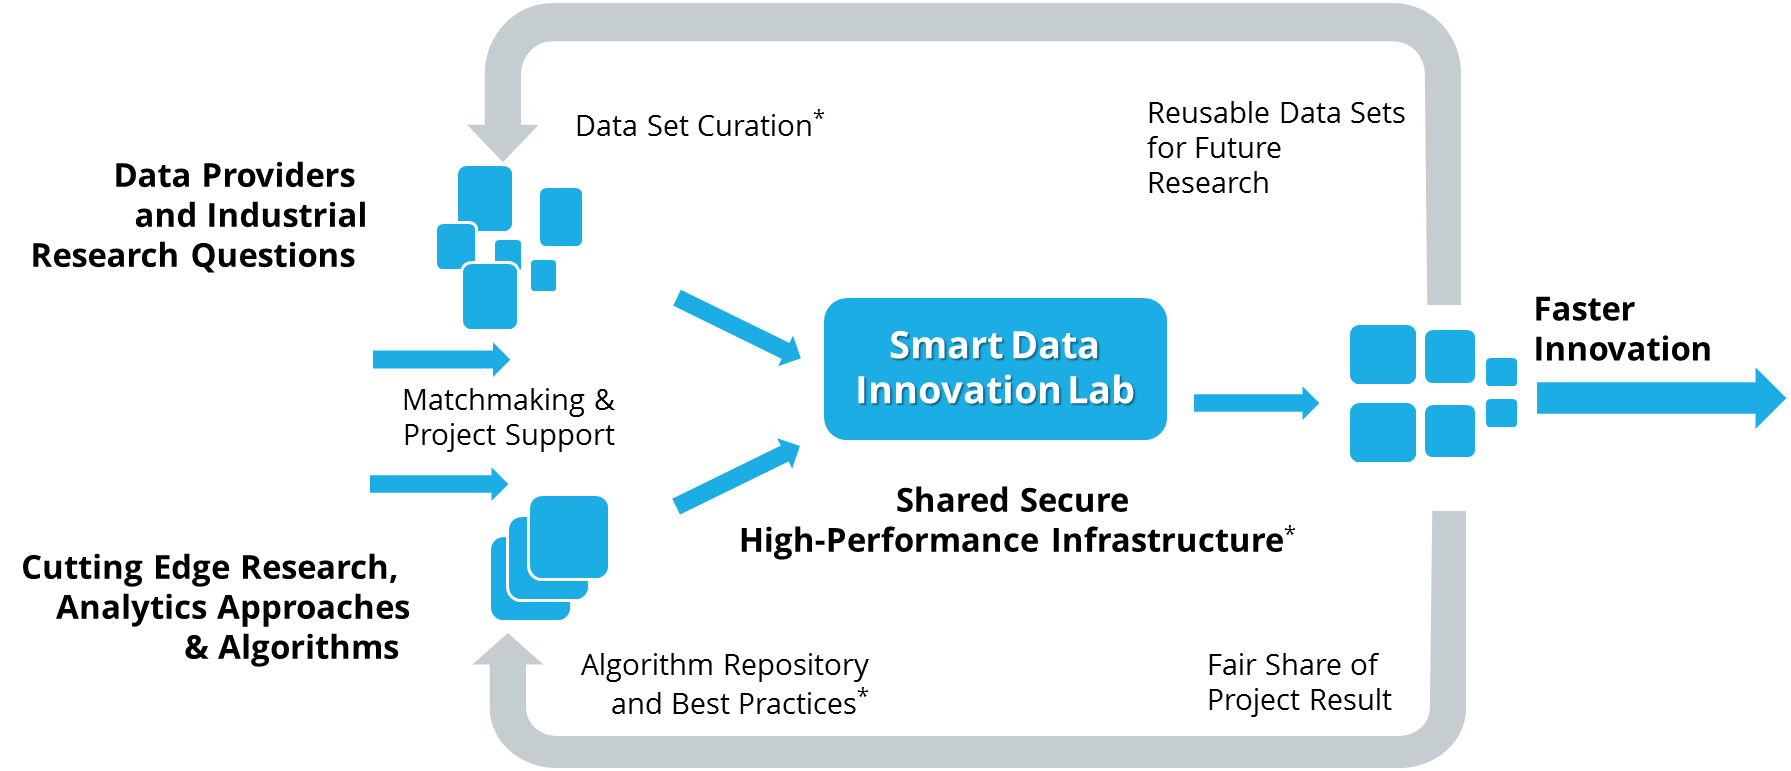 Data Set Curation*
Reusable Data Sets
for Future
Research
Data Providers
and Industrial
Research Questions
Faster
Innovation
Smart Data
Innovation Lab
Matchmaking &
Project Support
Shared Secure
High-Performance Infrastructure*
Cutting Edge Research,
Analytics Approaches
& Algorithms
Algorithm Repository
and Best Practices*
Fair Share of
Project Result